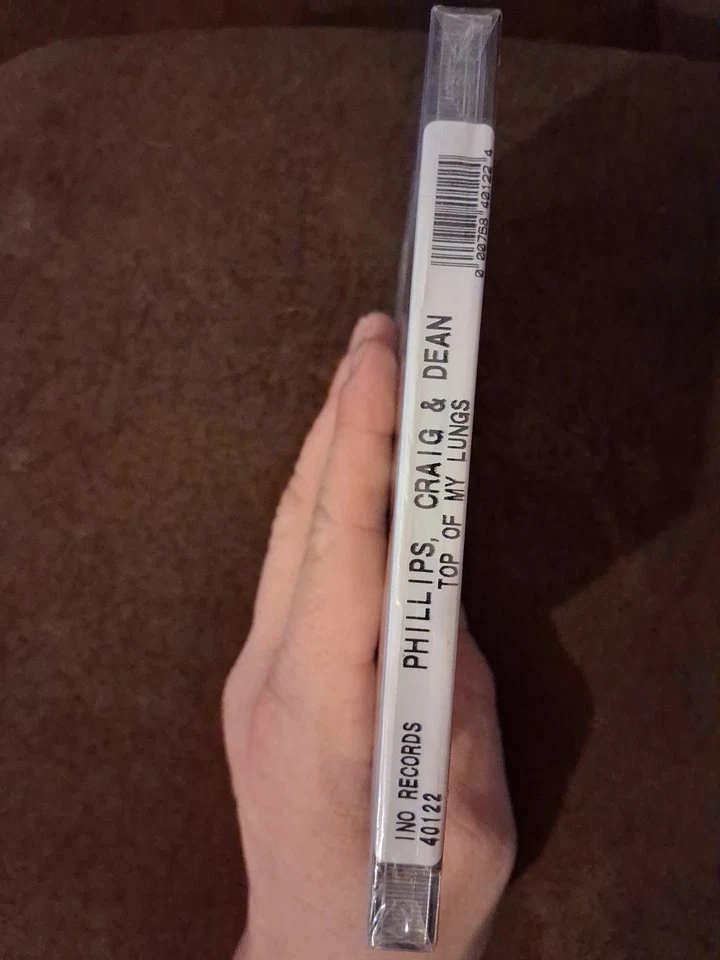 INO RECORDS
40122
PHILLIPS, CRAIG & DEAN
TOP OF MY LUNGS
0 00768 40122 4